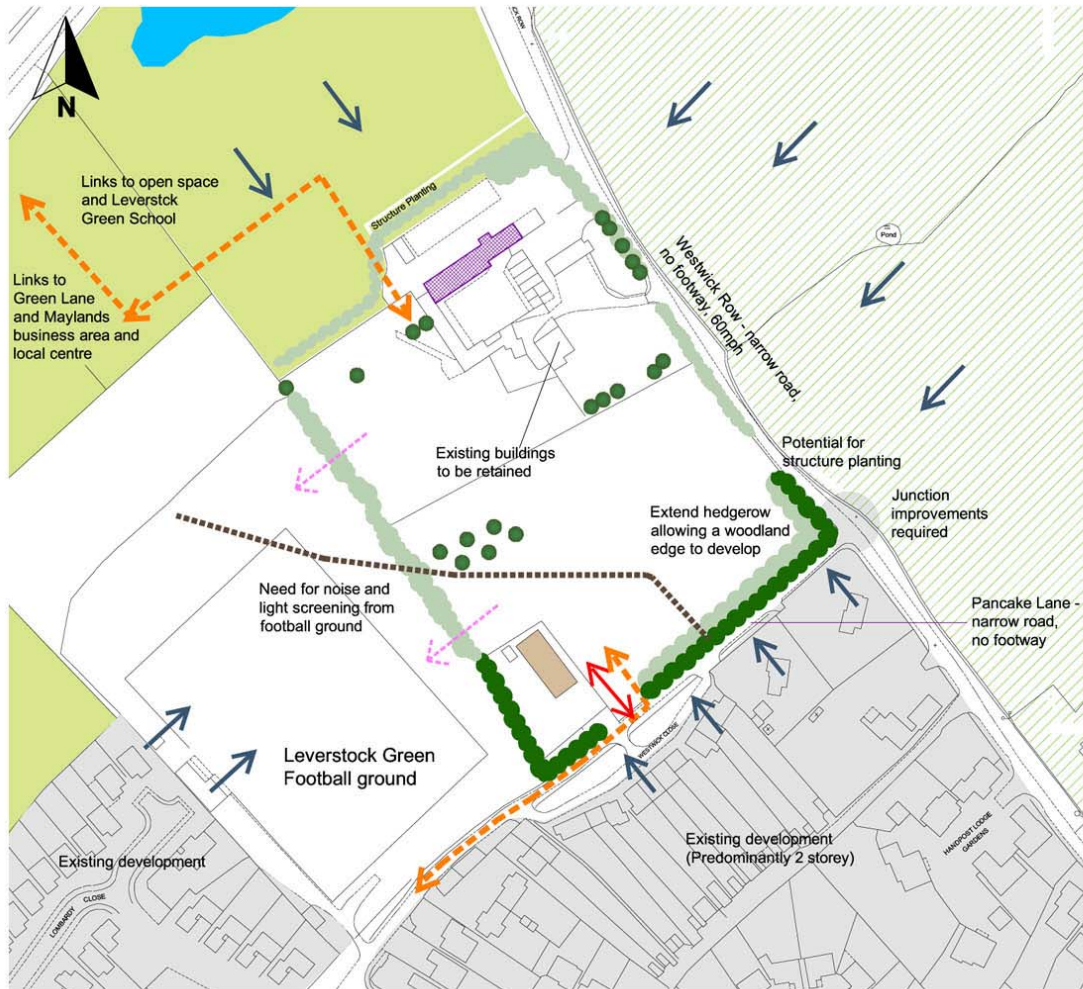 CK ROW
N
Links to open space
and Leverstck
Green School
Structure Planting
Links to
Green Lane
and Maylands
business area and
local centre
Pond
Westwick Row - narrow road,
no footway, 60mph
Existing buildings
to be retained
Potential for
structure planting
Junction
improvements
required
Extend hedgerow
allowing a woodland
edge to develop
Need for noise and
light screening from
football ground
Pancake Lane -
narrow road,
no footway
WESTWICK CLOSE
Leverstock Green
Football ground
Existing development
(Predominantly 2 storey)
HANDPOST LODGE
GARDENS
Existing development
LOMBARDY CLOSE